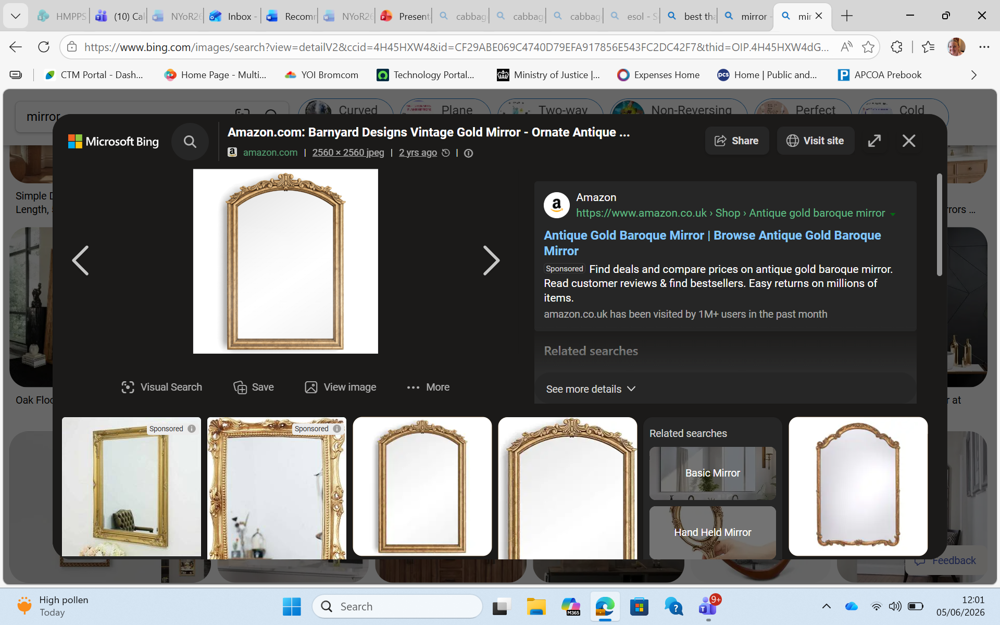 HMPPS
(10) Cal
NYoR26
Inbox -
Recomr
NYoR26
Present
cabbag
cabbag
cabbag
esol - S
best tha
mirror -
mir
https://www.bing.com/images/search?view=detailV2&ccid=4H45HXW4&id=CF29ABE069C4740D79EFA917856E543FC2DC42F7&thid=OIP.4H45HXW4dG...
CTM Portal - Dash...
Home Page - Multi...
YOI Bromcom
Technology Portal...
Ministry of Justice |...
Expenses Home
pcs
Home | Public and...
APCOA Prebook
mirror
Curved
Plane
Two-way
Non-Reversing
Perfect
Cold
Microsoft Bing
Amazon.com: Barnyard Designs Vintage Gold Mirror - Ornate Antique ...
amazon.com | 2560 × 2560 jpeg | 2 yrs ago |
Share
Visit site
Simple D
Length,
rors ...
Amazon
https://www.amazon.co.uk › Shop › Antique gold baroque mirror
Antique Gold Baroque Mirror | Browse Antique Gold Baroque
Mirror
Sponsored Find deals and compare prices on antique gold baroque mirror.
Read customer reviews & find bestsellers. Easy returns on millions of
items.
amazon.co.uk has been visited by 1M+ users in the past month
Related searches
See more details
Visual Search
Save
View image
More
Oak Floo
r at
Sponsored
Sponsored
Related searches
Basic Mirror
Hand Held Mirror
Feedback
High pollen
Today
Search
M365
9+
12:01
05/06/2026